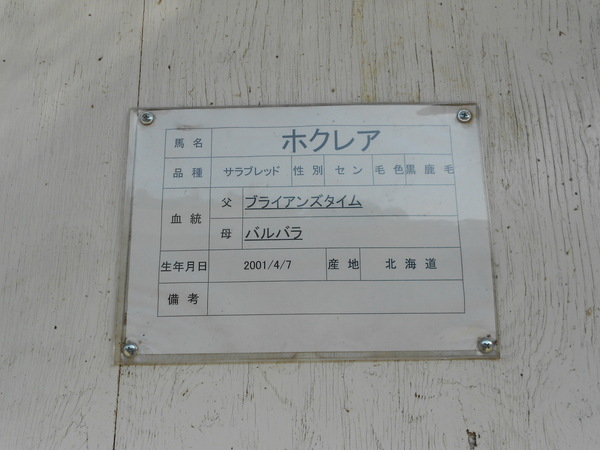 馬名 ホクレア
品種 サラブレッド 性別 セン 毛色 黒鹿毛
血統 父 ブライアンズタイム
母 バルバラ
生年月日 2001/4/7 産地 北海道
備考